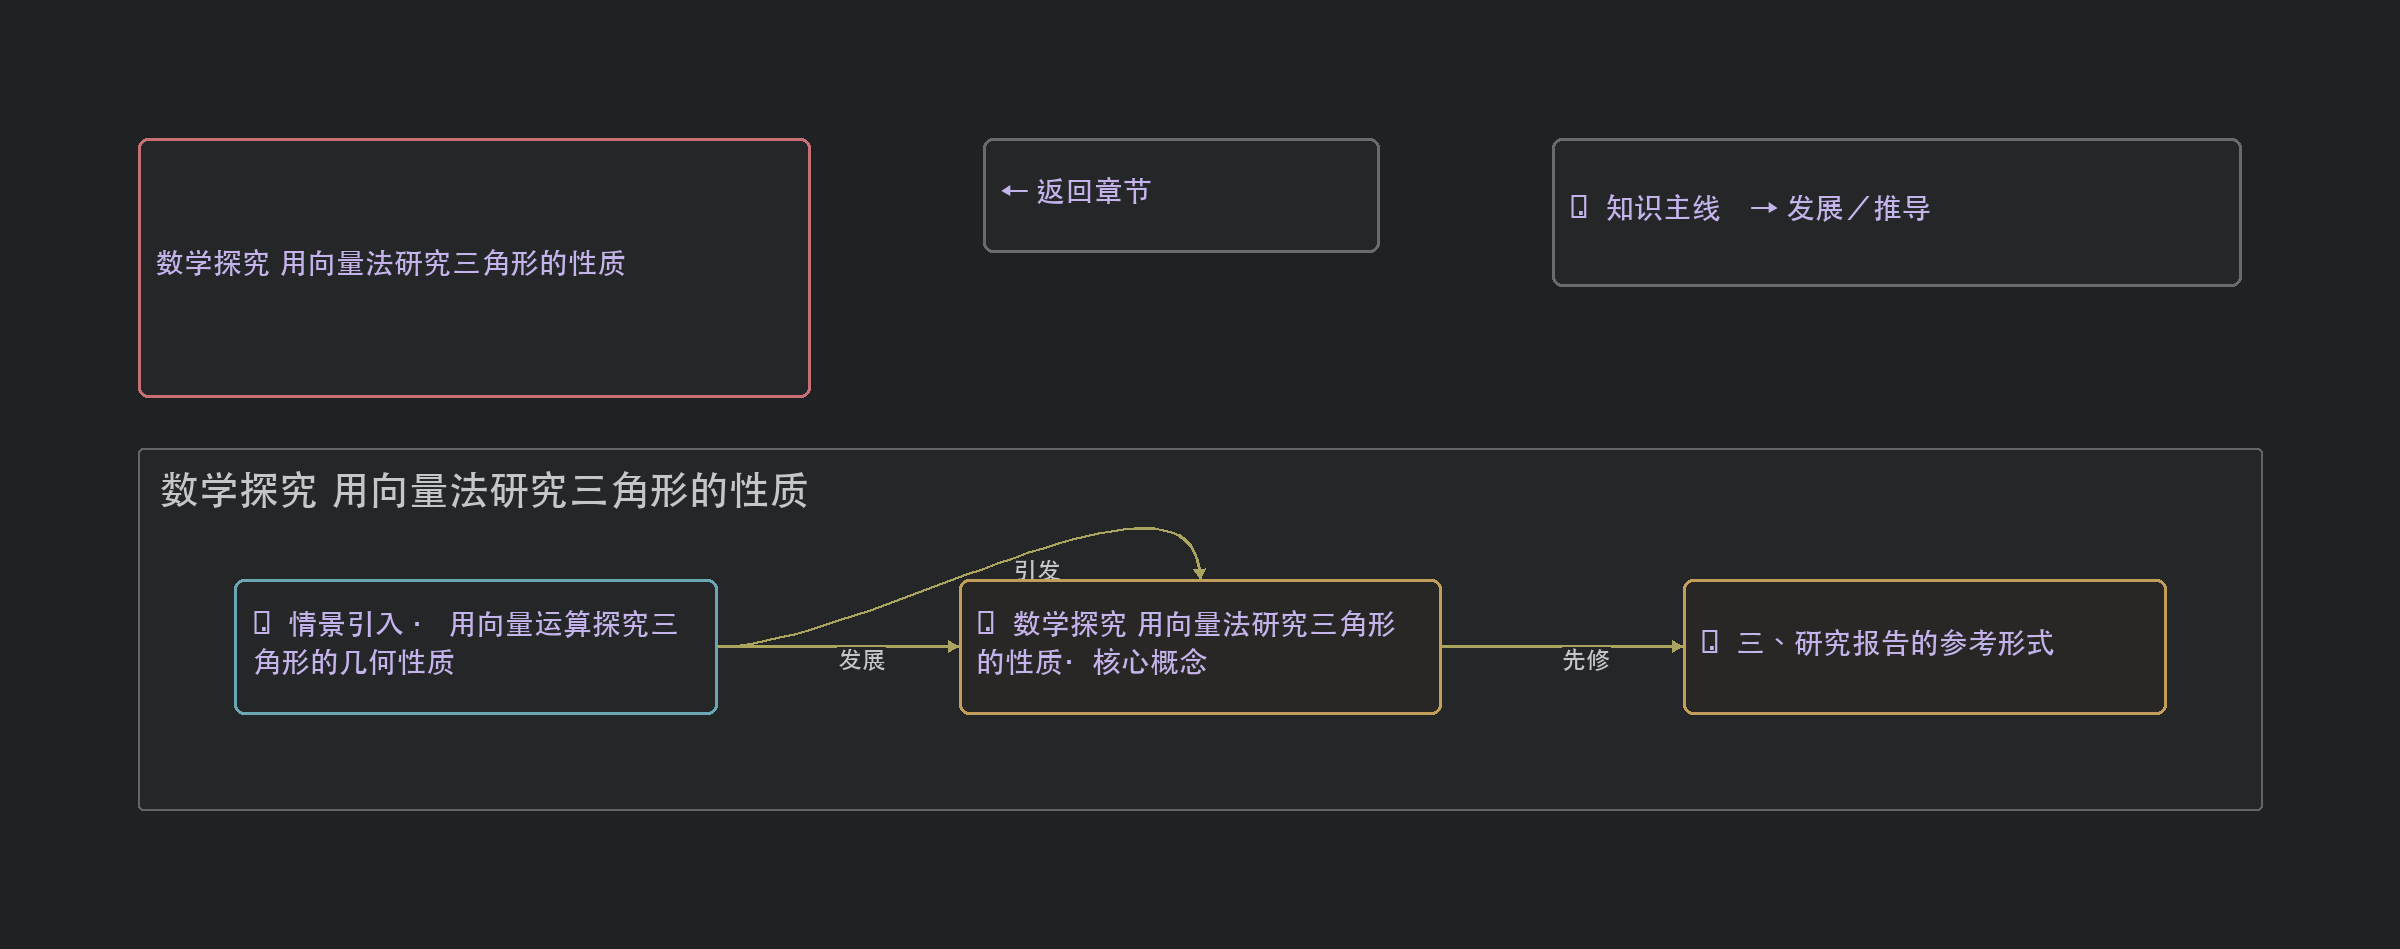 数学探究 用向量法研究三角形的性质
← 返回章节
知识主线 → 发展／推导
数学探究 用向量法研究三角形的性质
引发
情景引入· 用向量运算探究三
角形的几何性质
发展
数学探究 用向量法研究三角形
的性质· 核心概念
先修
三、研究报告的参考形式